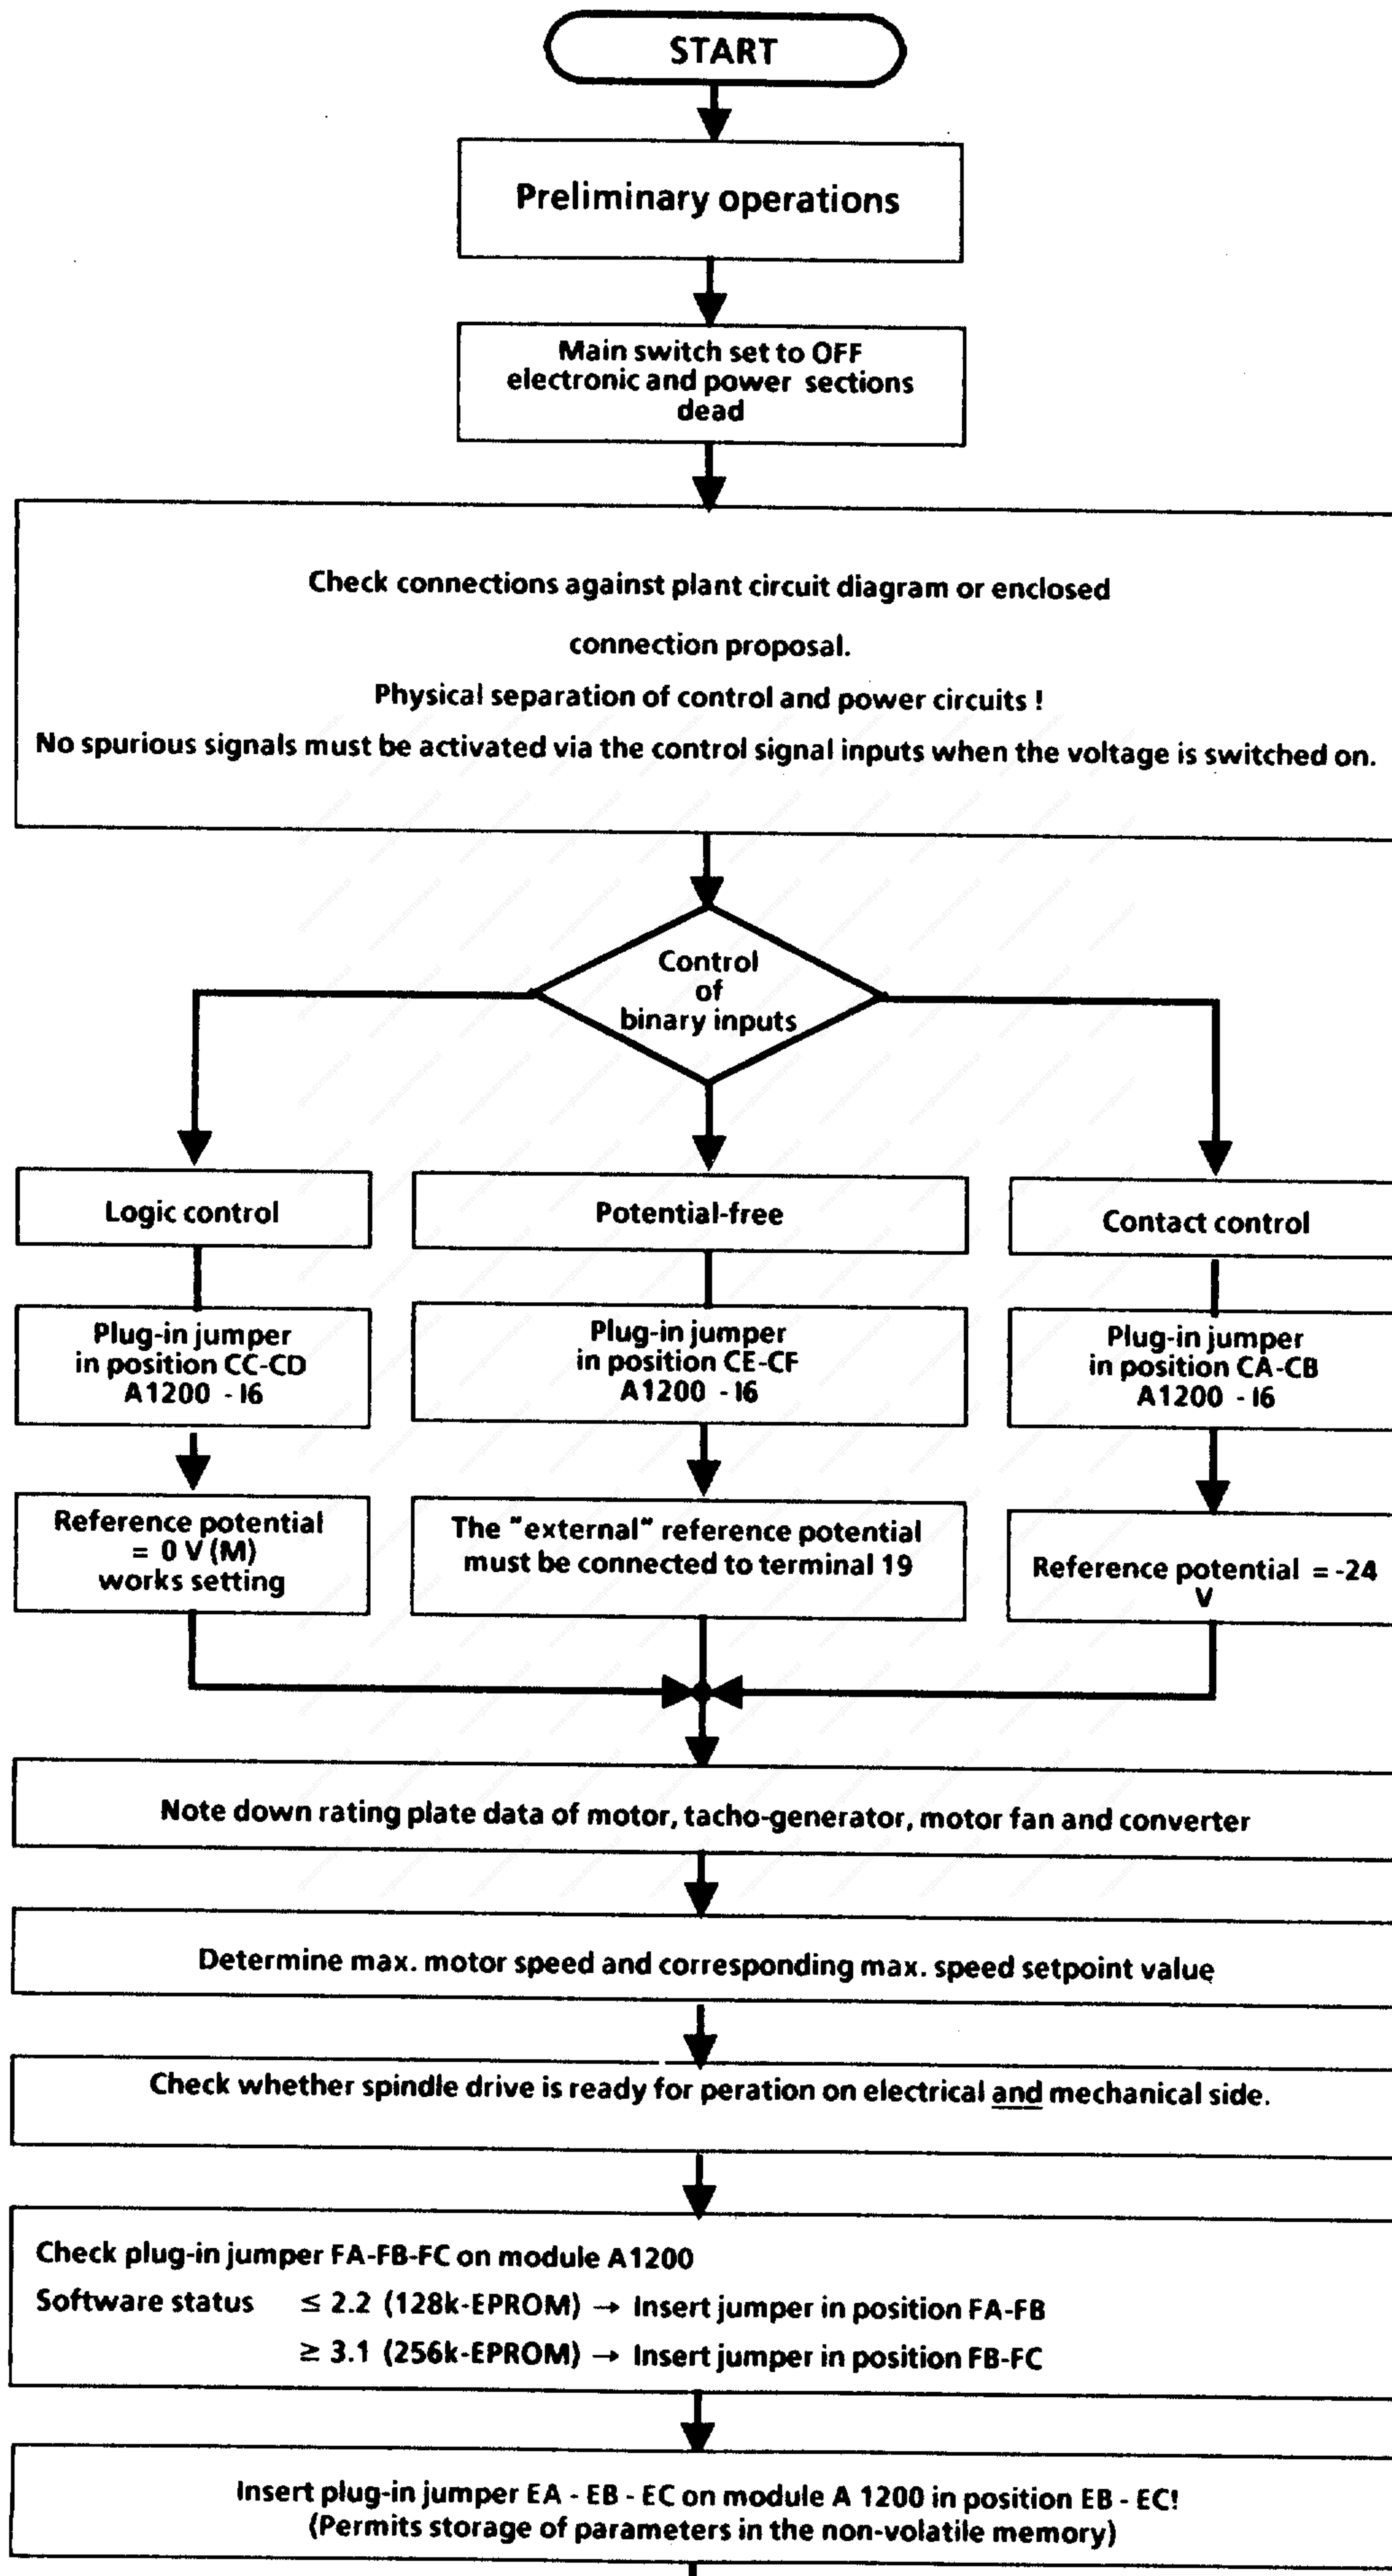 START
Preliminary operations
Main switch set to OFF
electronic and power sections
dead
Check connections against plant circuit diagram or enclosed
connection proposal.
Physical separation of control and power circuits !
No spurious signals must be activated via the control signal inputs when the voltage is switched on.
Control
of
binary inputs
Logic control
Potential-free
Contact control
Plug-in jumper
in position CC-CD
A1200 - I6
Plug-in jumper
in position CE-CF
A1200 - I6
Plug-in jumper
in position CA-CB
A1200 - I6
Reference potential
= 0 V (M)
works setting
The "external" reference potential
must be connected to terminal 19
Reference potential = -24
V
Note down rating plate data of motor, tacho-generator, motor fan and converter
Determine max. motor speed and corresponding max. speed setpoint value
Check whether spindle drive is ready for peration on electrical and mechanical side.
Check plug-in jumper FA-FB-FC on module A1200
Software status ≤ 2.2 (128k-EPROM) → Insert jumper in position FA-FB
≥ 3.1 (256k-EPROM) → Insert jumper in position FB-FC
Insert plug-in jumper EA - EB - EC on module A 1200 in position EB - EC!
(Permits storage of parameters in the non-volatile memory)